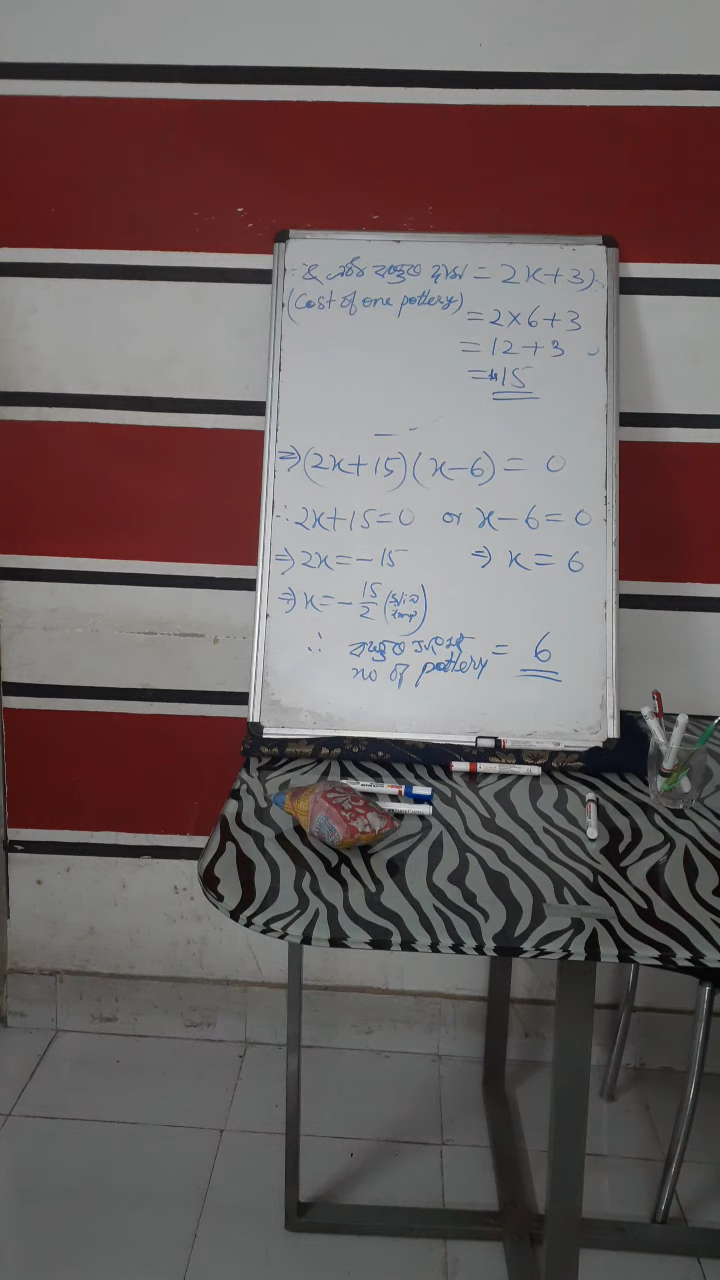 বস্তুৰ = 2x+3
(Cost of one pottery)
= 2×6+3
= 12+3
= 15
⇒ (2x+15)(x-6) = 0
∴ 2x+15=0 or x-6=0
⇒ 2x=-15 ⇒ x = 6
⇒ x=-15/2
∴ = 6
no of pottery